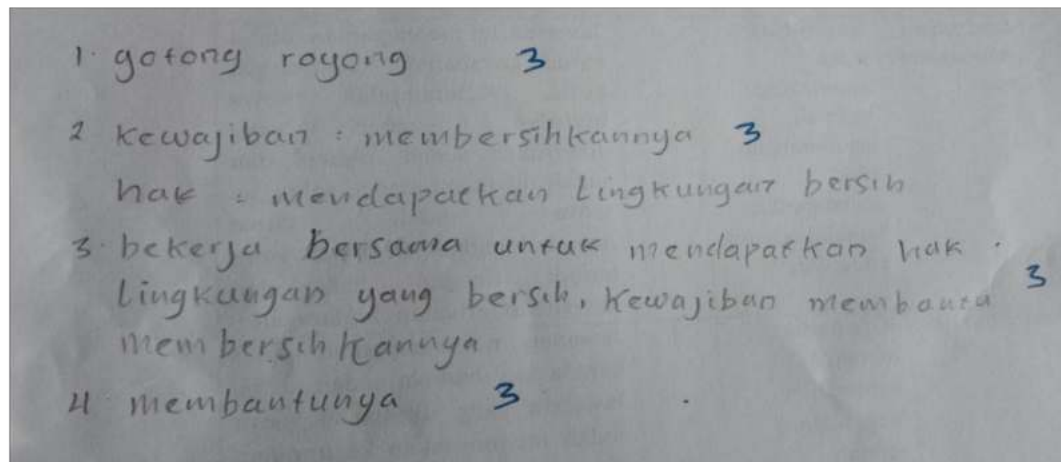 1. gotong royong 3
2 Kewajiban : membersihkannya 3
hak : mendapatkan Lingkungan bersih
3. bekerja bersama untuk mendapatkan hak .
Lingkungan yang bersih, Kewajiban membantu 3
membersihkannya
4 membantunya 3